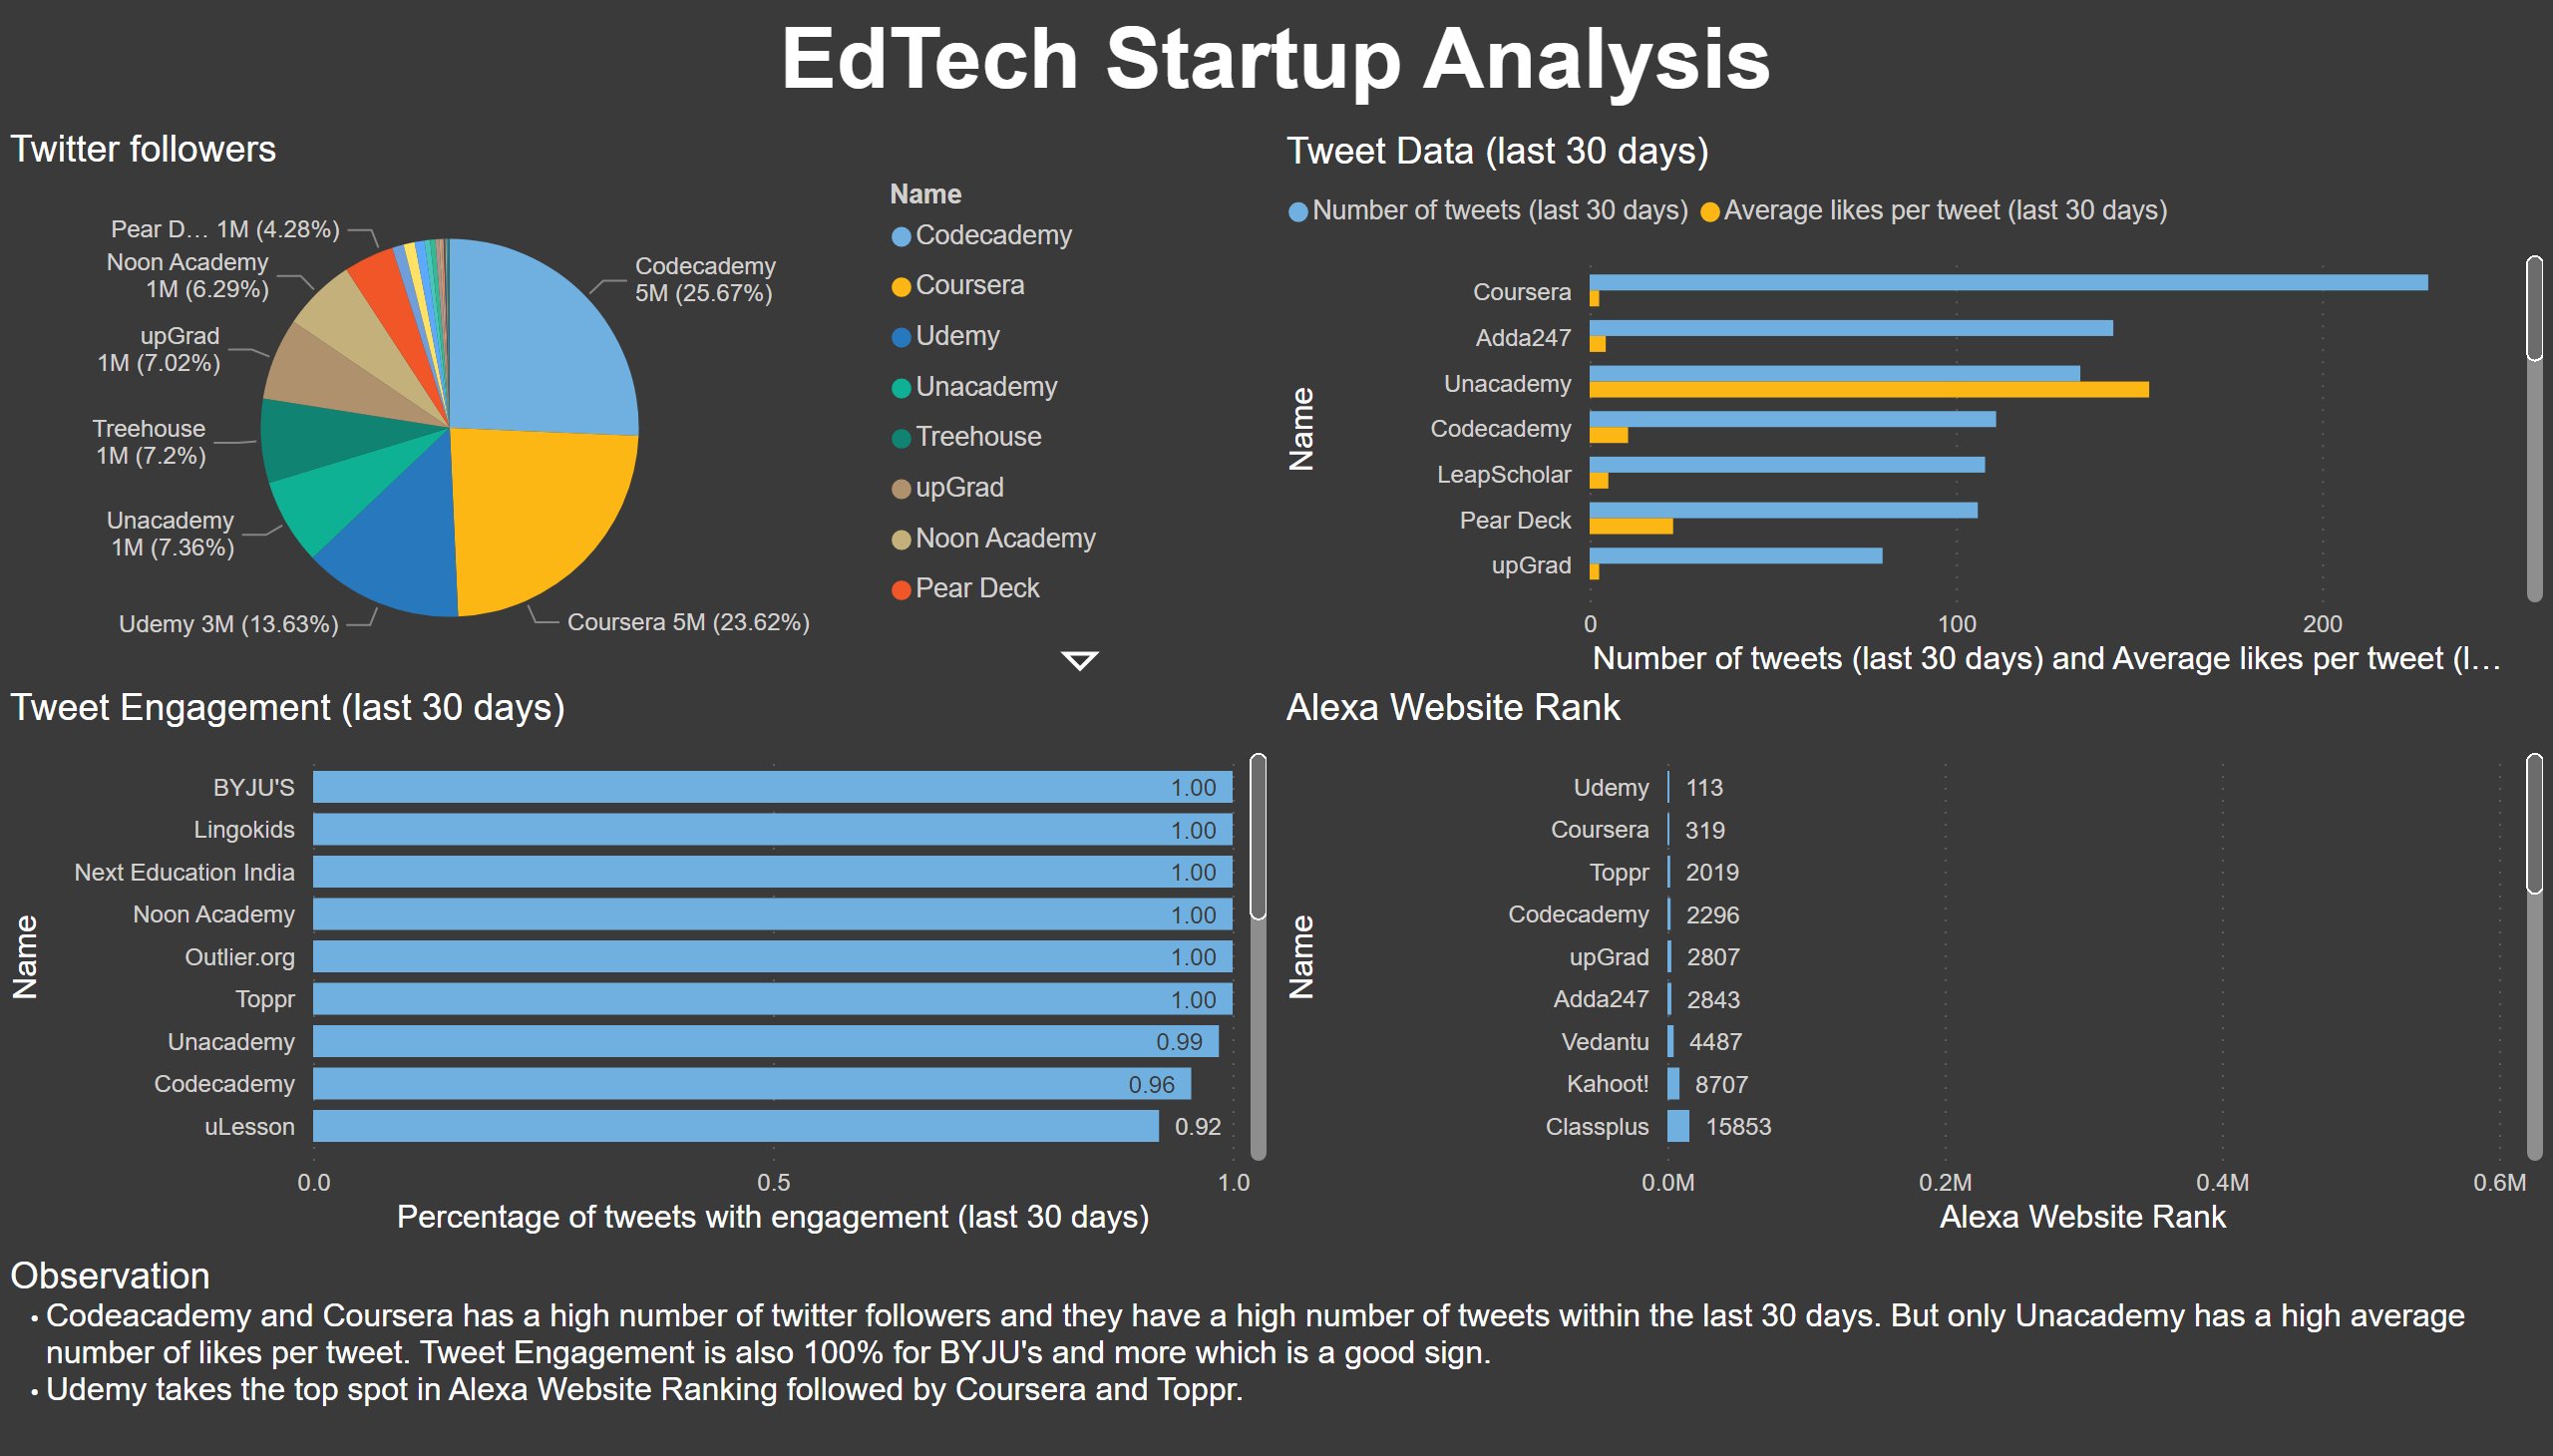 EdTech Startup Analysis
Twitter followers
Pear D... 1M (4.28%)
Noon Academy
1M (6.29%)
upGrad
1M (7.02%)
Treehouse
1M (7.2%)
Unacademy
1M (7.36%)
Udemy 3M (13.63%)
Coursera 5M (23.62%)
Codecademy
5M (25.67%)
Name
Codecademy
Coursera
Udemy
Unacademy
Treehouse
upGrad
Noon Academy
Pear Deck
Tweet Data (last 30 days)
Number of tweets (last 30 days) Average likes per tweet (last 30 days)
Name
Coursera
Adda247
Unacademy
Codecademy
LeapScholar
Pear Deck
upGrad
0 100 200
Number of tweets (last 30 days) and Average likes per tweet (l...
Tweet Engagement (last 30 days)
Name
BYJU'S 1.00
Lingokids 1.00
Next Education India 1.00
Noon Academy 1.00
Outlier.org 1.00
Toppr 1.00
Unacademy 0.99
Codecademy 0.96
uLesson 0.92
0.0 0.5 1.0
Percentage of tweets with engagement (last 30 days)
Alexa Website Rank
Name
Udemy 113
Coursera 319
Toppr 2019
Codecademy 2296
upGrad 2807
Adda247 2843
Vedantu 4487
Kahoot! 8707
Classplus 15853
0.0M 0.2M 0.4M 0.6M
Alexa Website Rank
Observation
• Codeacademy and Coursera has a high number of twitter followers and they have a high number of tweets within the last 30 days. But only Unacademy has a high average
number of likes per tweet. Tweet Engagement is also 100% for BYJU's and more which is a good sign.
• Udemy takes the top spot in Alexa Website Ranking followed by Coursera and Toppr.